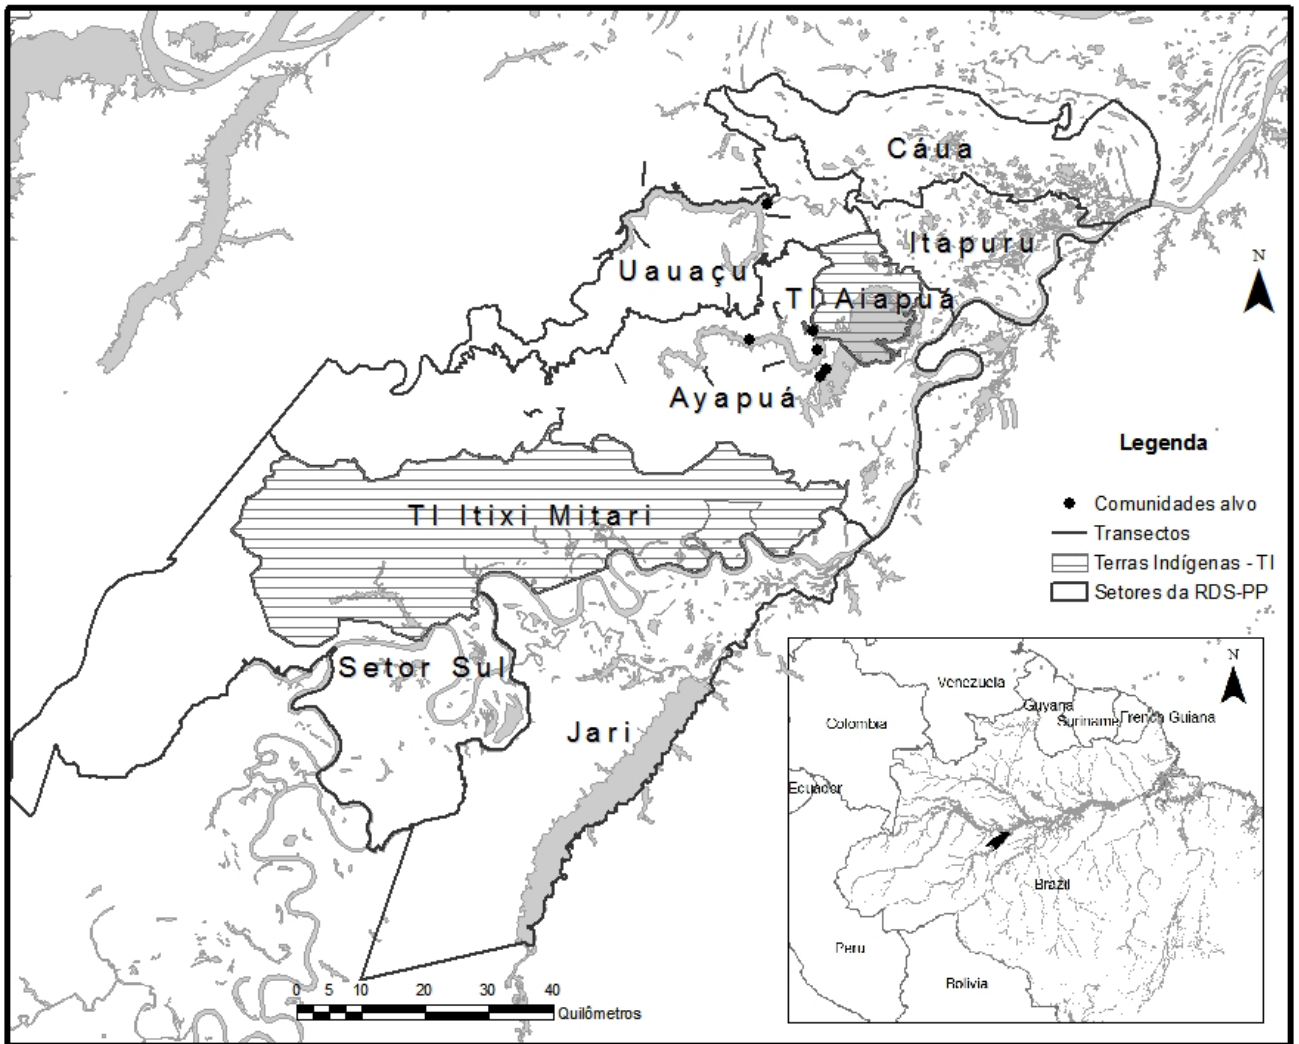 Cáua
Itapuru
Uauaçu
TI Aiapuá
Ayapuá
N
Legenda
Comunidades alvo
Transectos
Terras Indígenas - TI
Setores da RDS-PP
TI Itixi Mitari
Setor Sul
Jari
N
Venezuela
Guyana
Suriname
French Guiana
Colombia
Ecuador
Brazil
Peru
Bolivia
0 5 10 20 30 40
Quilômetros